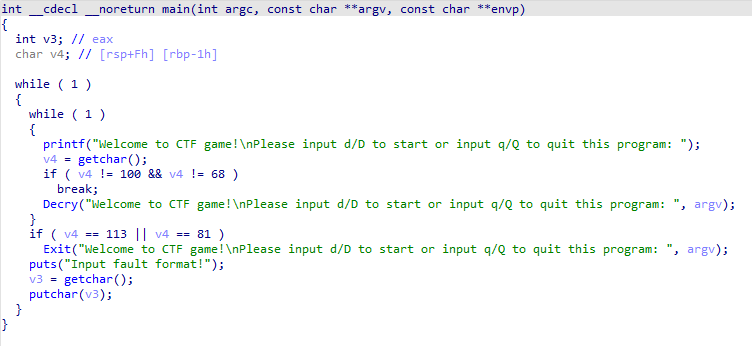 int __cdecl __noreturn main(int argc, const char **argv, const char **envp)
{
  int v3; // eax
  char v4; // [rsp+Fh] [rbp-1h]

  while ( 1 )
  {
    while ( 1 )
    {
      printf("Welcome to CTF game!\nPlease input d/D to start or input q/Q to quit this program: ");
      v4 = getchar();
      if ( v4 != 100 && v4 != 68 )
        break;
      Decry("Welcome to CTF game!\nPlease input d/D to start or input q/Q to quit this program: ", argv);
    }
    if ( v4 == 113 || v4 == 81 )
      Exit("Welcome to CTF game!\nPlease input d/D to start or input q/Q to quit this program: ", argv);
    puts("Input fault format!");
    v3 = getchar();
    putchar(v3);
  }
}